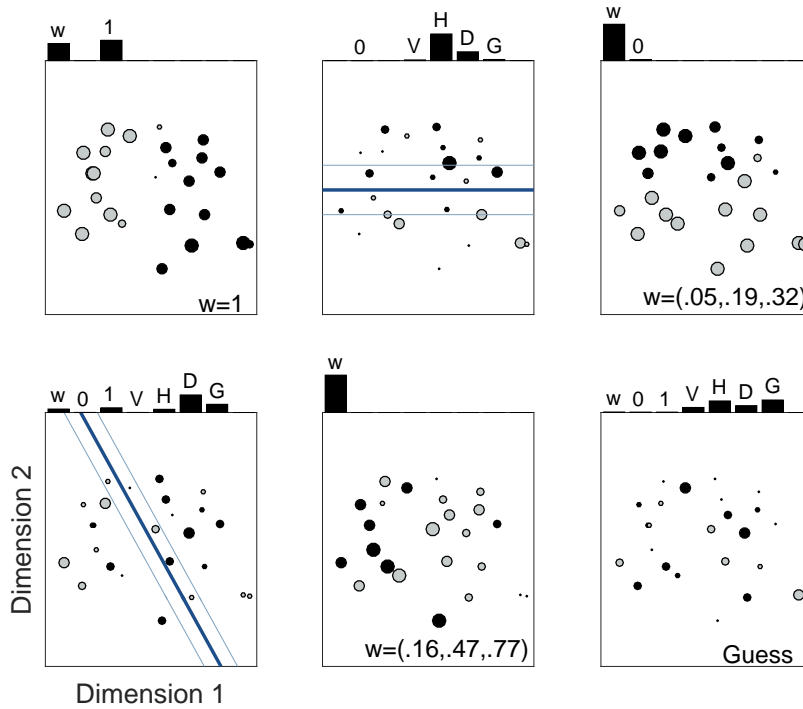 w 1
0 V H D G
w 0
w=1
w=(.05,.19,.32)
w 0 1 V H D G
w
w 0 1 V H D G
Dimension 2
w=(.16,.47,.77)
Guess
Dimension 1